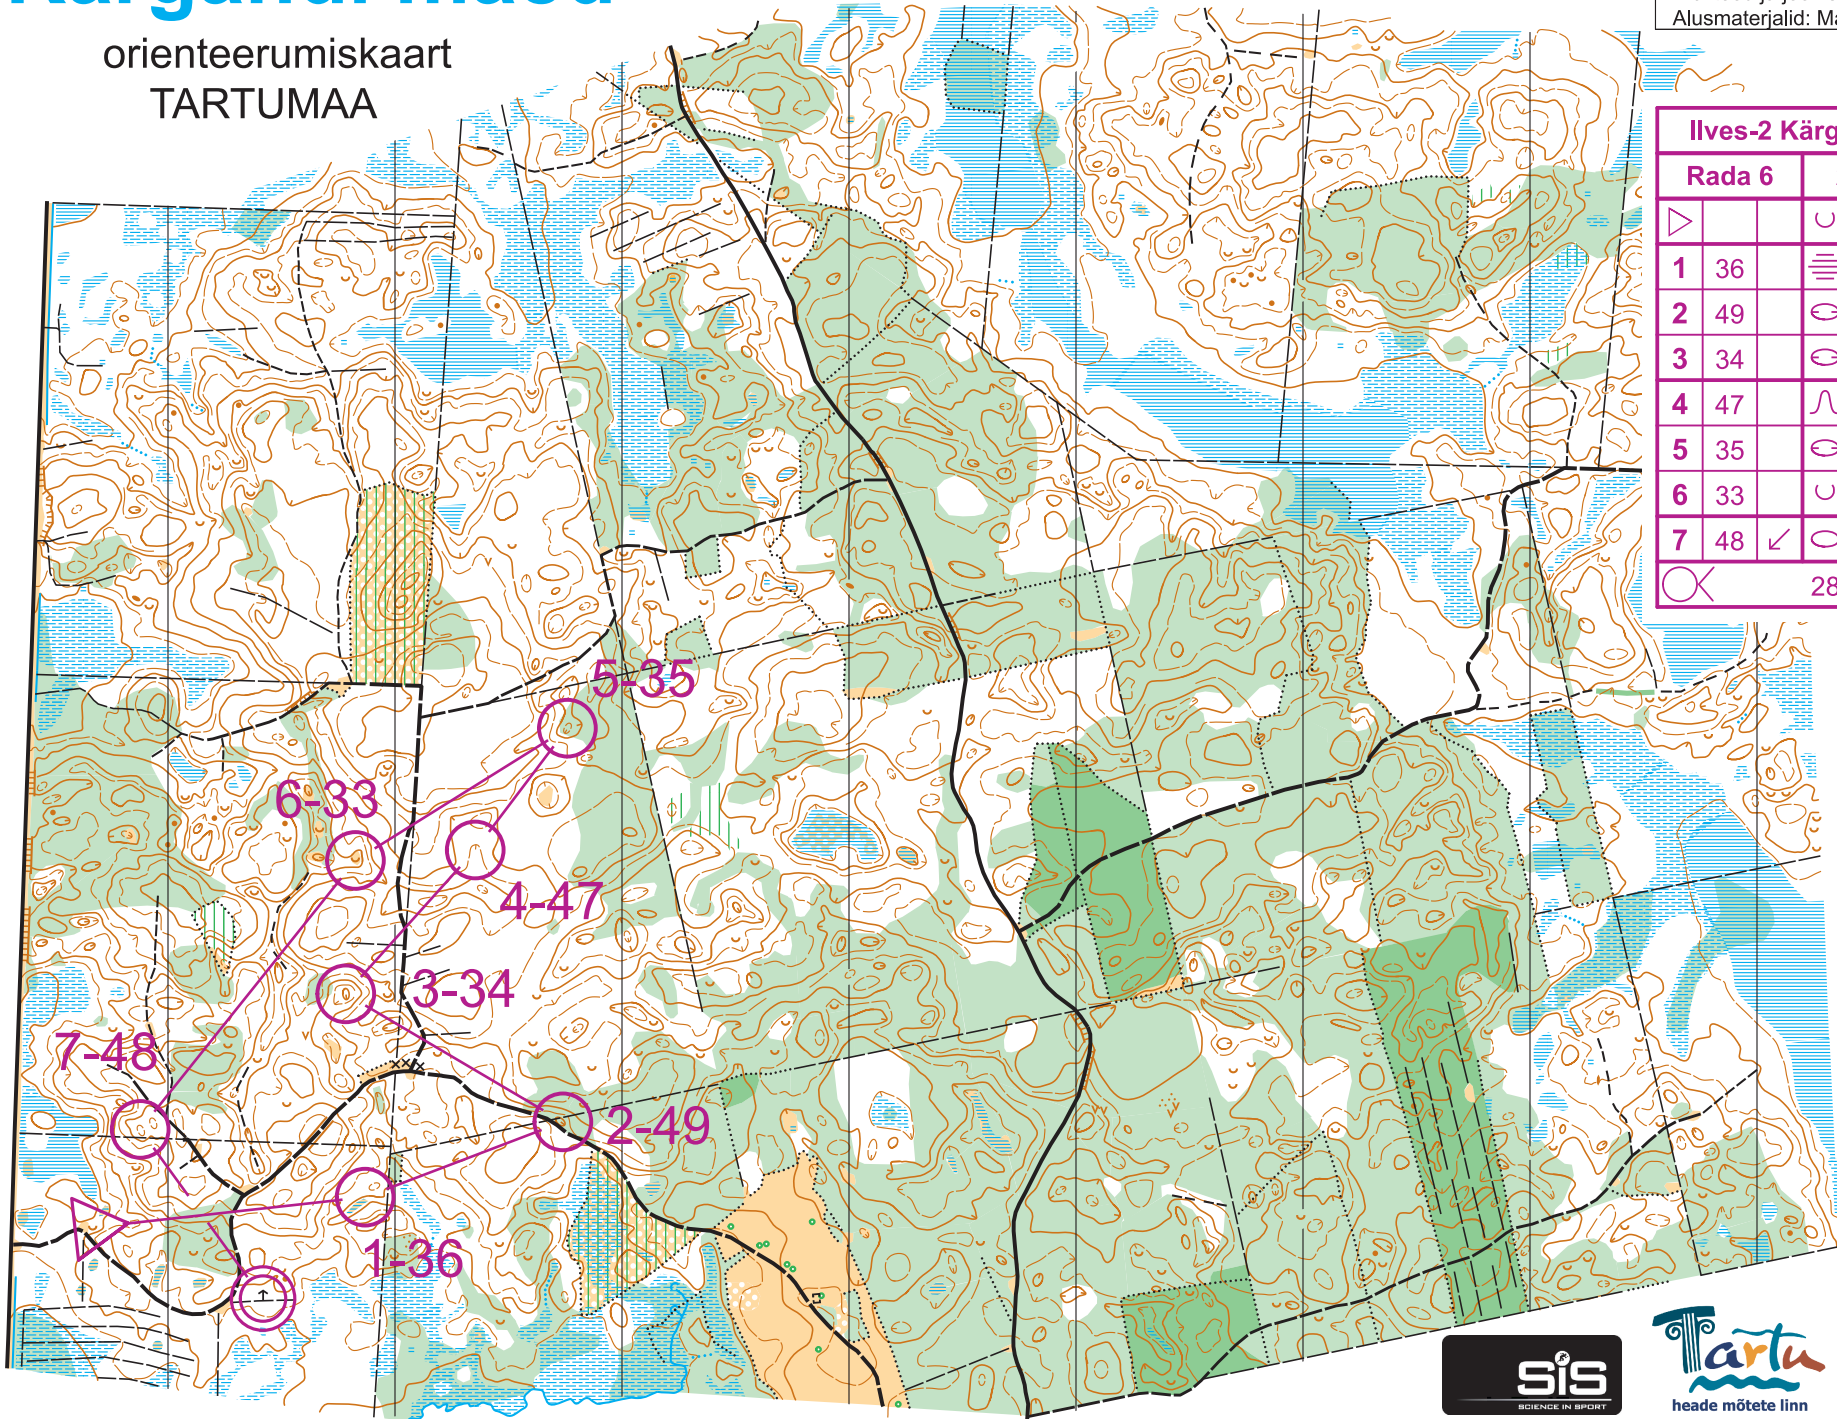 orienteerumiskaart
TARTUMAA
Alusmaterjalid:
Ilves-2
Rada 6
1 36
2 49
3 34
4 47
5 35
6 33
7 48
28
5-35
6-33
4-47
3-34
7-48
2-49
1-36
SiS
SCIENCE IN SPORT
Tartu
heade mõtete linn